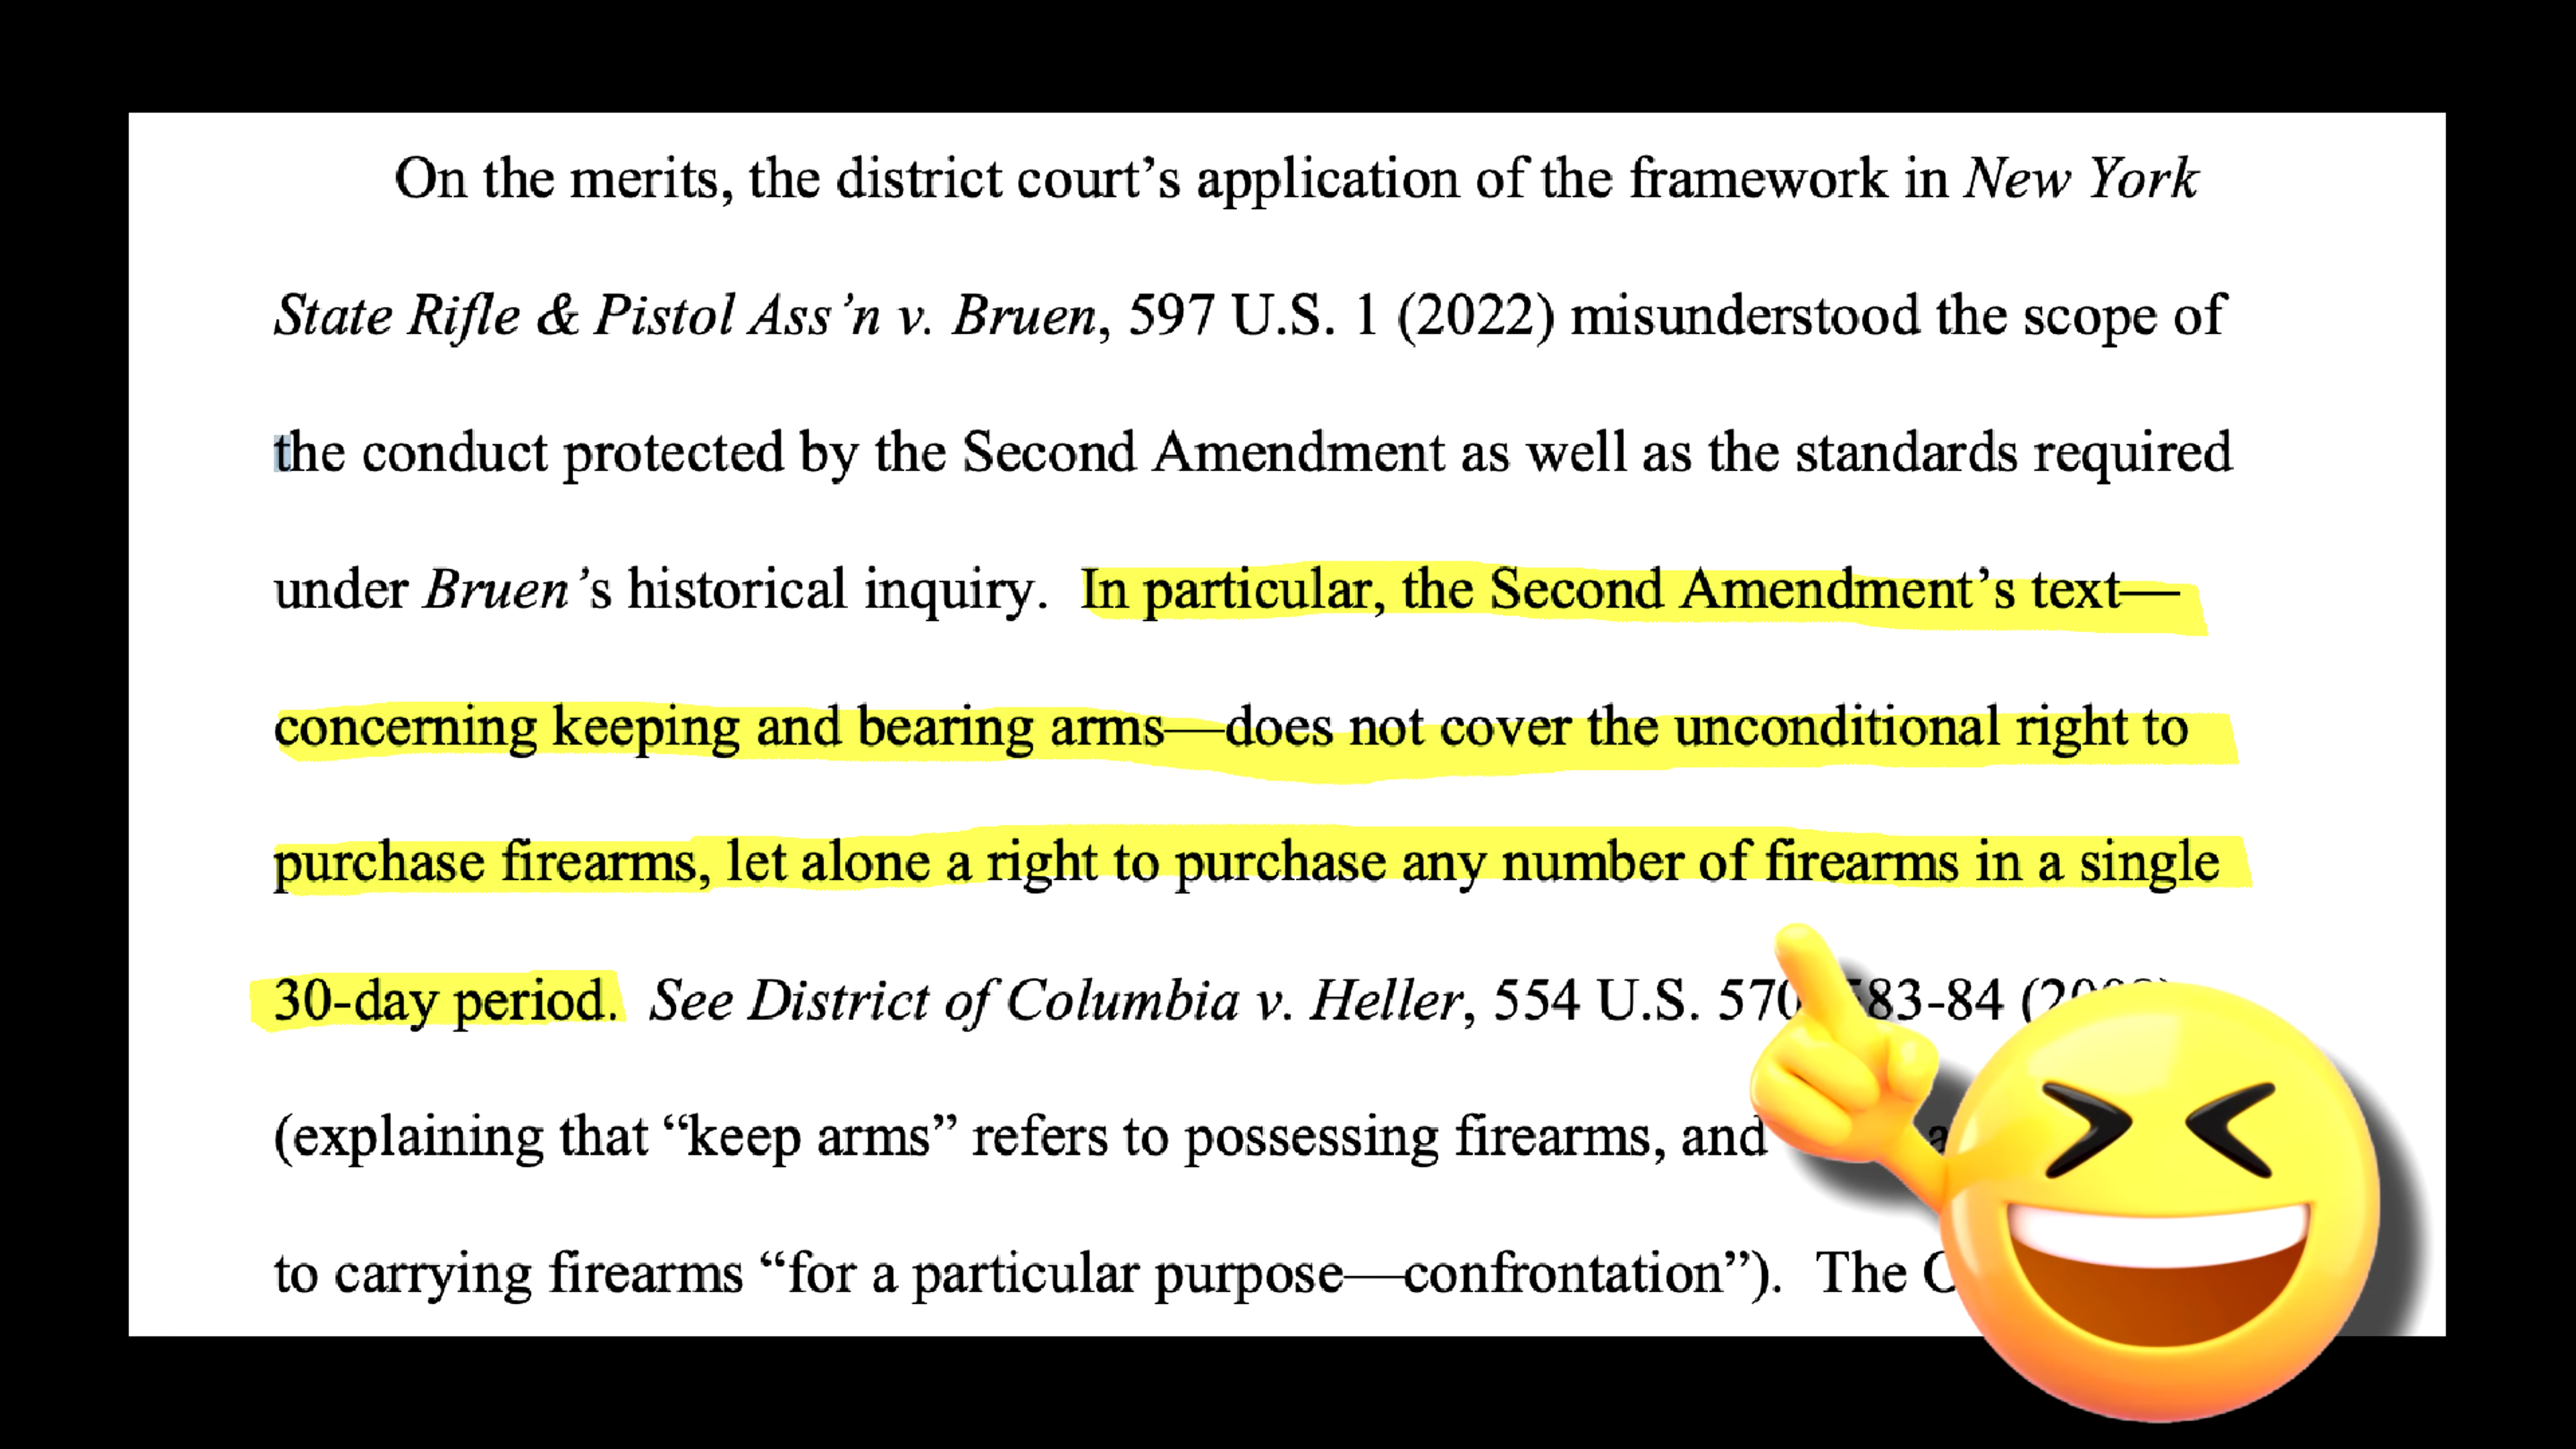 On the merits, the district court’s application of the framework in New York
State Rifle & Pistol Ass’n v. Bruen, 597 U.S. 1 (2022) misunderstood the scope of
the conduct protected by the Second Amendment as well as the standards required
under Bruen’s historical inquiry. In particular, the Second Amendment’s text—
concerning keeping and bearing arms—does not cover the unconditional right to
purchase firearms, let alone a right to purchase any number of firearms in a single
30-day period. See District of Columbia v. Heller, 554 U.S. 570 83-84
(explaining that “keep arms” refers to possessing firearms, and
to carrying firearms “for a particular purpose—confrontation”). The